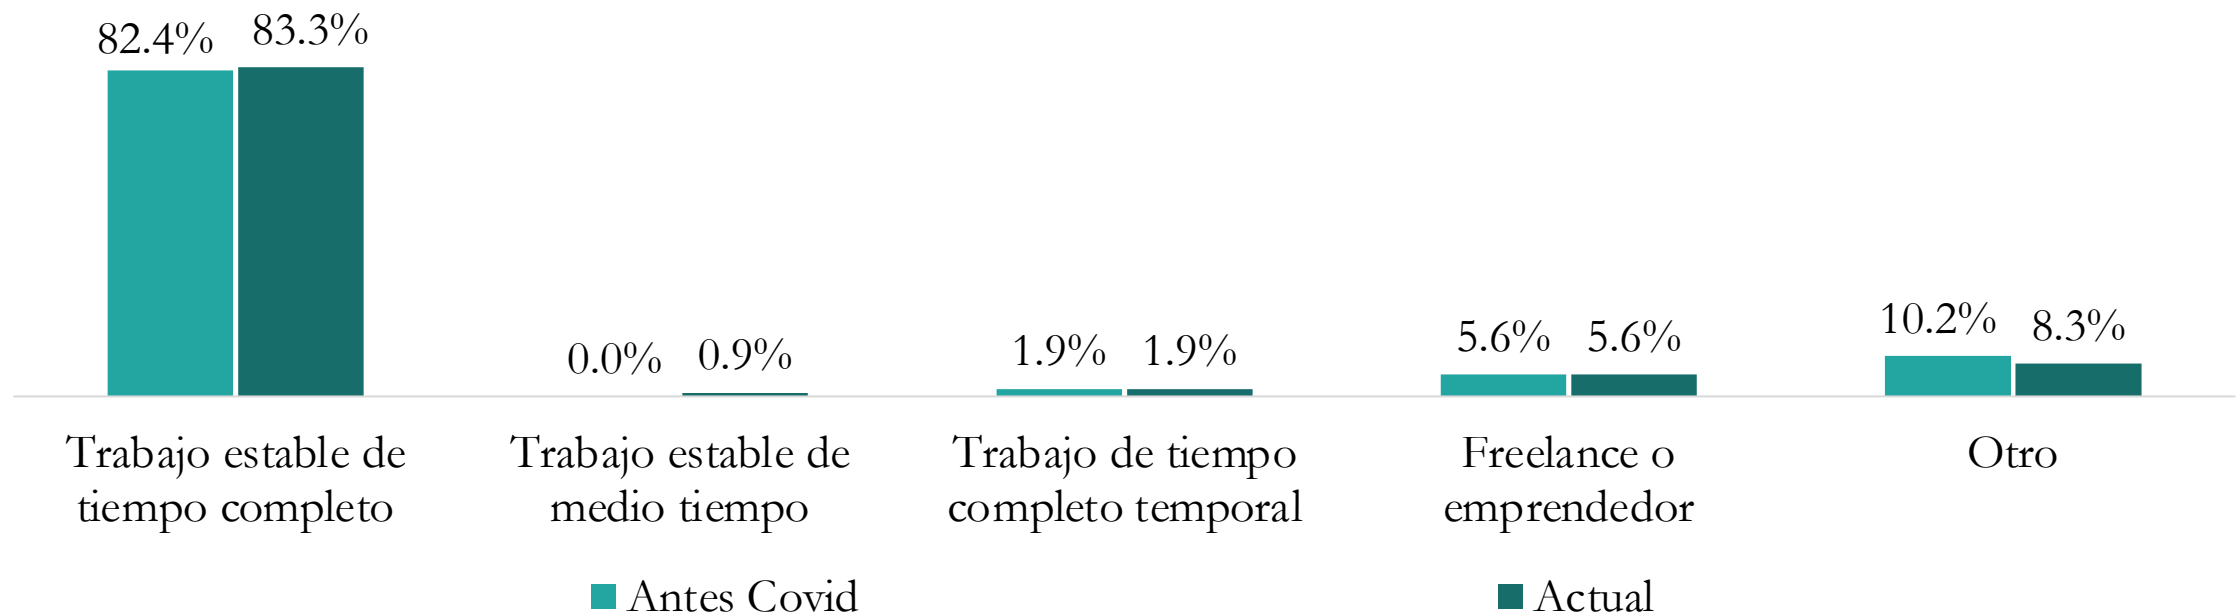 82.4% 83.3%
0.0% 0.9%
1.9% 1.9%
5.6% 5.6%
10.2% 8.3%
Trabajo estable de
tiempo completo
Trabajo estable de
medio tiempo
Trabajo de tiempo
completo temporal
Freelance o
emprendedor
Otro
Antes Covid
Actual